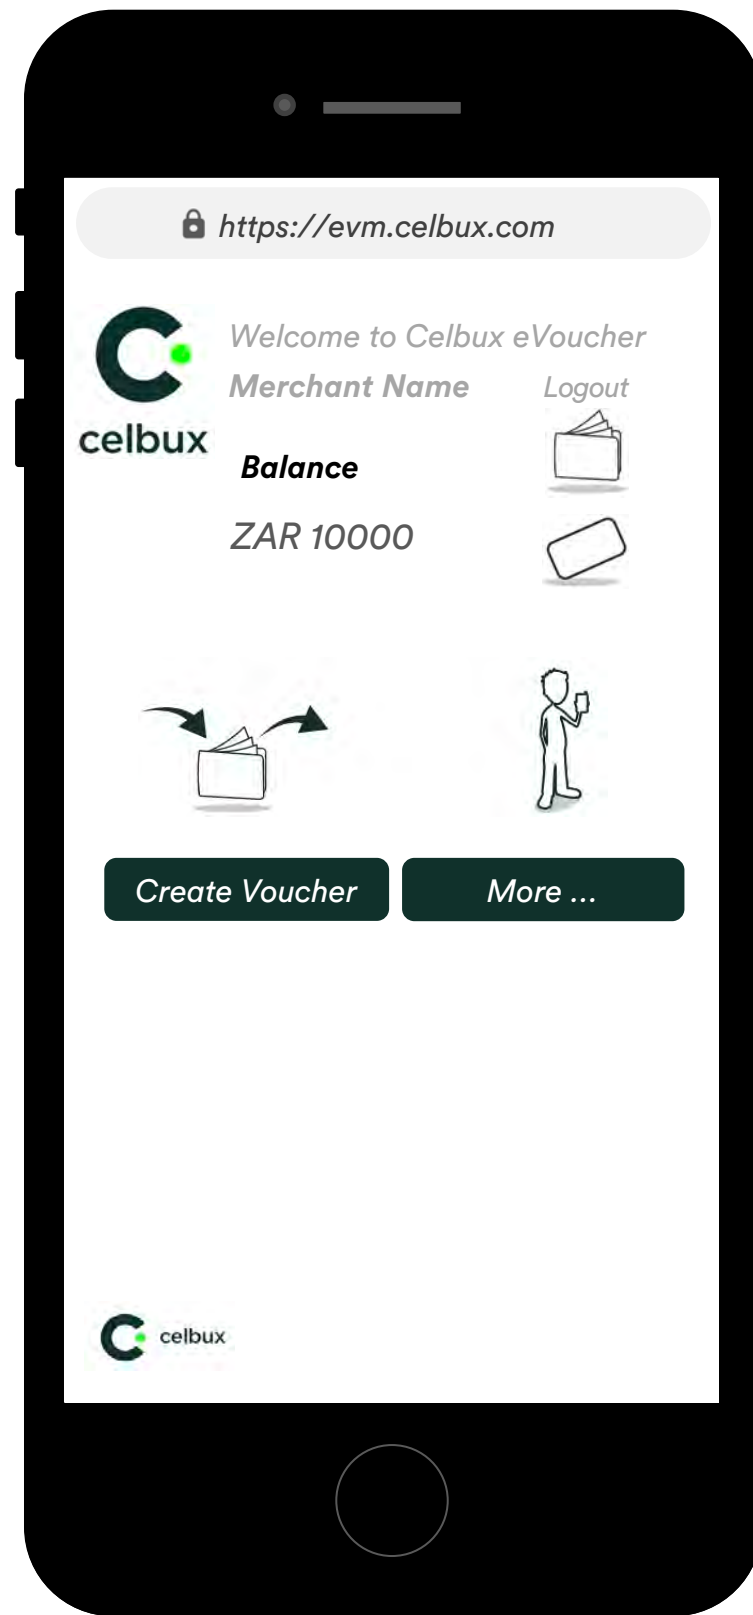 https://evm.celbux.com
Welcome to Celbux eVoucher
Merchant Name Logout
celbux
Balance
ZAR 10000
Create Voucher More ...
celbux